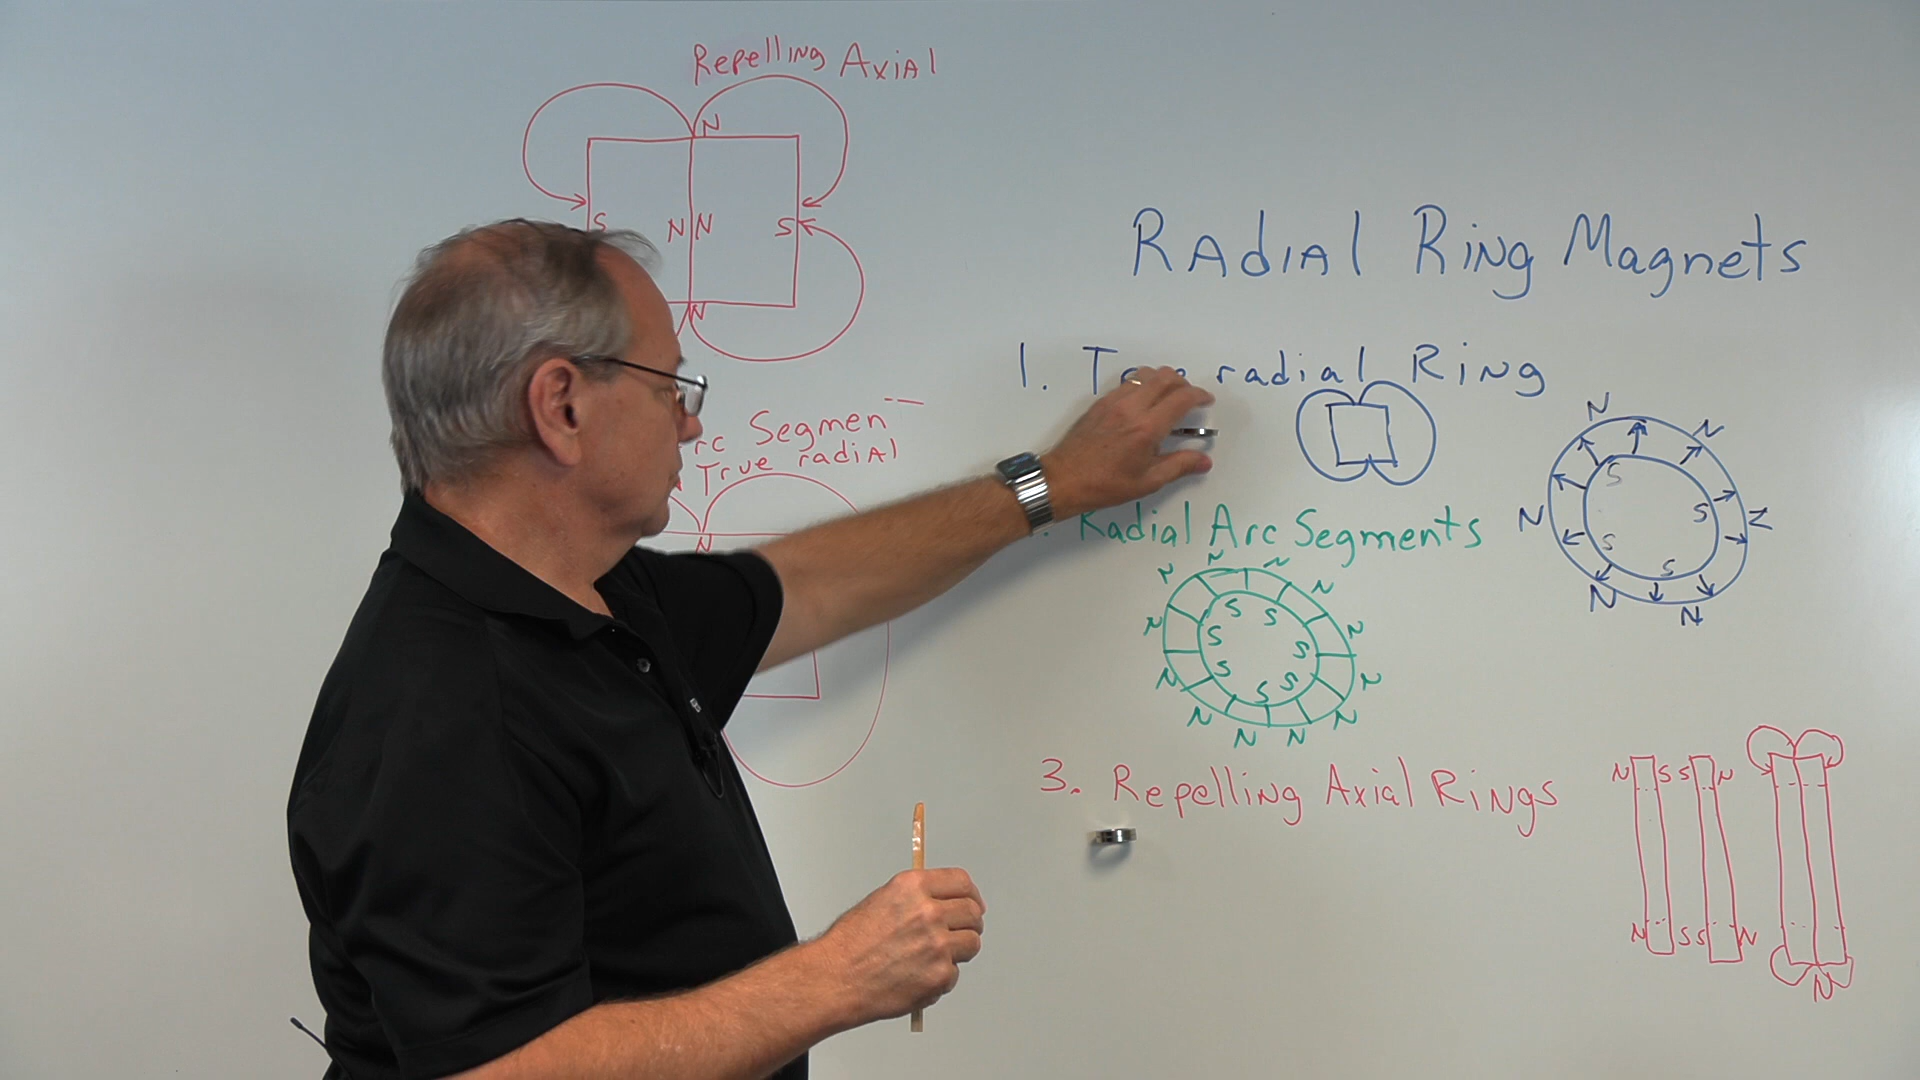 Repelling Axial
N
S N N S
N
rc Segmen
True radial
N
Radial Ring Magnets
1. radial Ring
N N
S
N S N
S S
N N
Radial Arc Segments
N N N N
S S
N S S N
N S S S N
N N
N N
3. Repelling Axial Rings
N S S N
N S S N
N